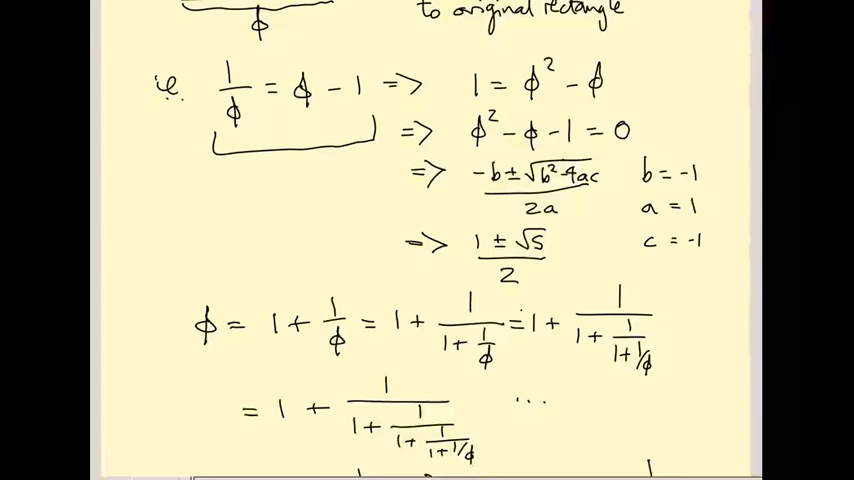 ϕ to original rectangle
ie. 1/ϕ = ϕ - 1 => 1 = ϕ² - ϕ
=> ϕ² - ϕ - 1 = 0
=> (-b ± √(b² - 4ac))/2a b = -1
a = 1
=> (1 ± √5)/2 c = -1
ϕ = 1 + 1/ϕ = 1 + 1/(1 + 1/ϕ) = 1 + 1/(1 + 1/(1 + 1/ϕ))
= 1 + 1/(1 + 1/(1 + 1/(1 + 1/ϕ))) ...